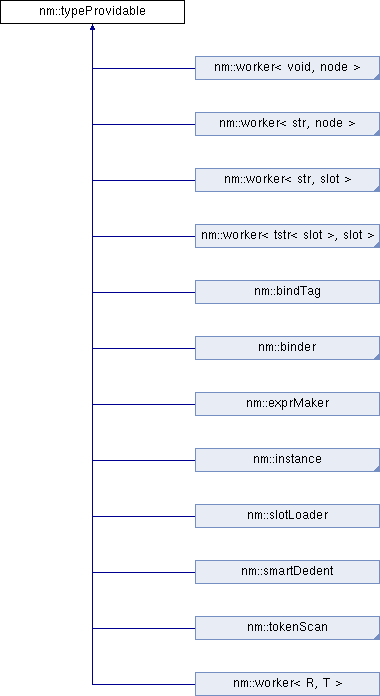 nm::typeProvidable
nm::worker< void, node >
nm::worker< str, node >
nm::worker< str, slot >
nm::worker< tstr< slot >, slot >
nm::bindTag
nm::binder
nm::exprMaker
nm::instance
nm::slotLoader
nm::smartDedent
nm::tokenScan
nm::worker< R, T >